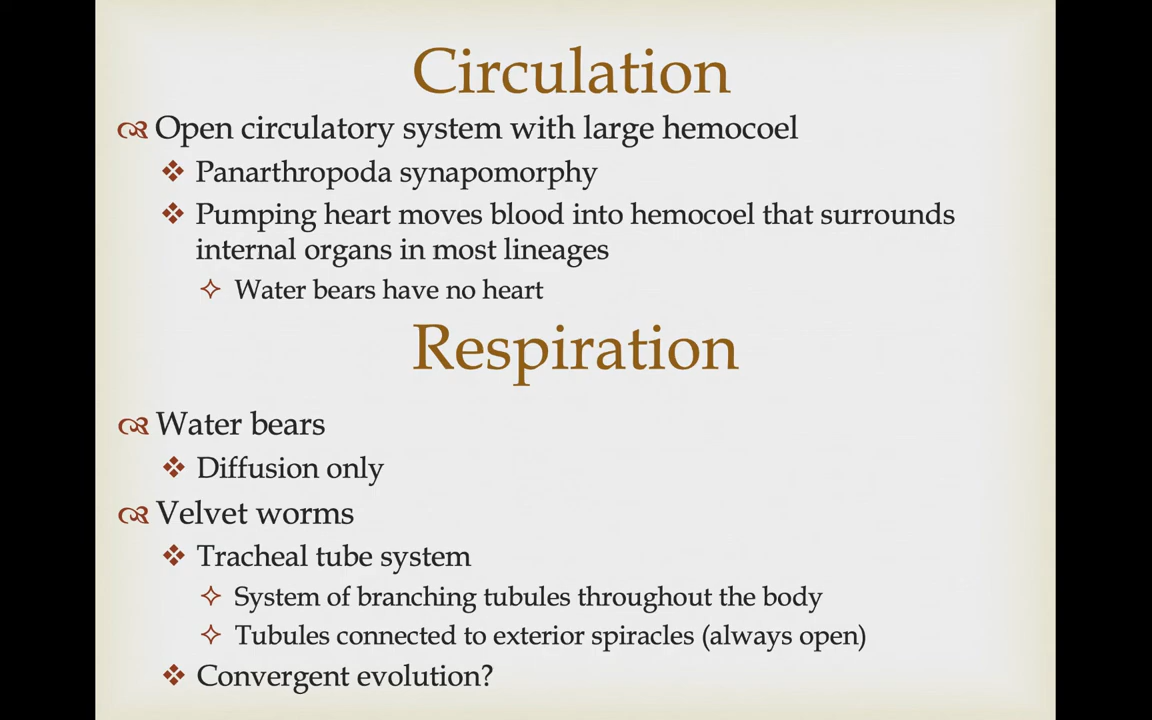 Circulation
Open circulatory system with large hemocoel
Panarthropoda synapomorphy
Pumping heart moves blood into hemocoel that surrounds
internal organs in most lineages
Water bears have no heart
Respiration
Water bears
Diffusion only
Velvet worms
Tracheal tube system
System of branching tubules throughout the body
Tubules connected to exterior spiracles (always open)
Convergent evolution?